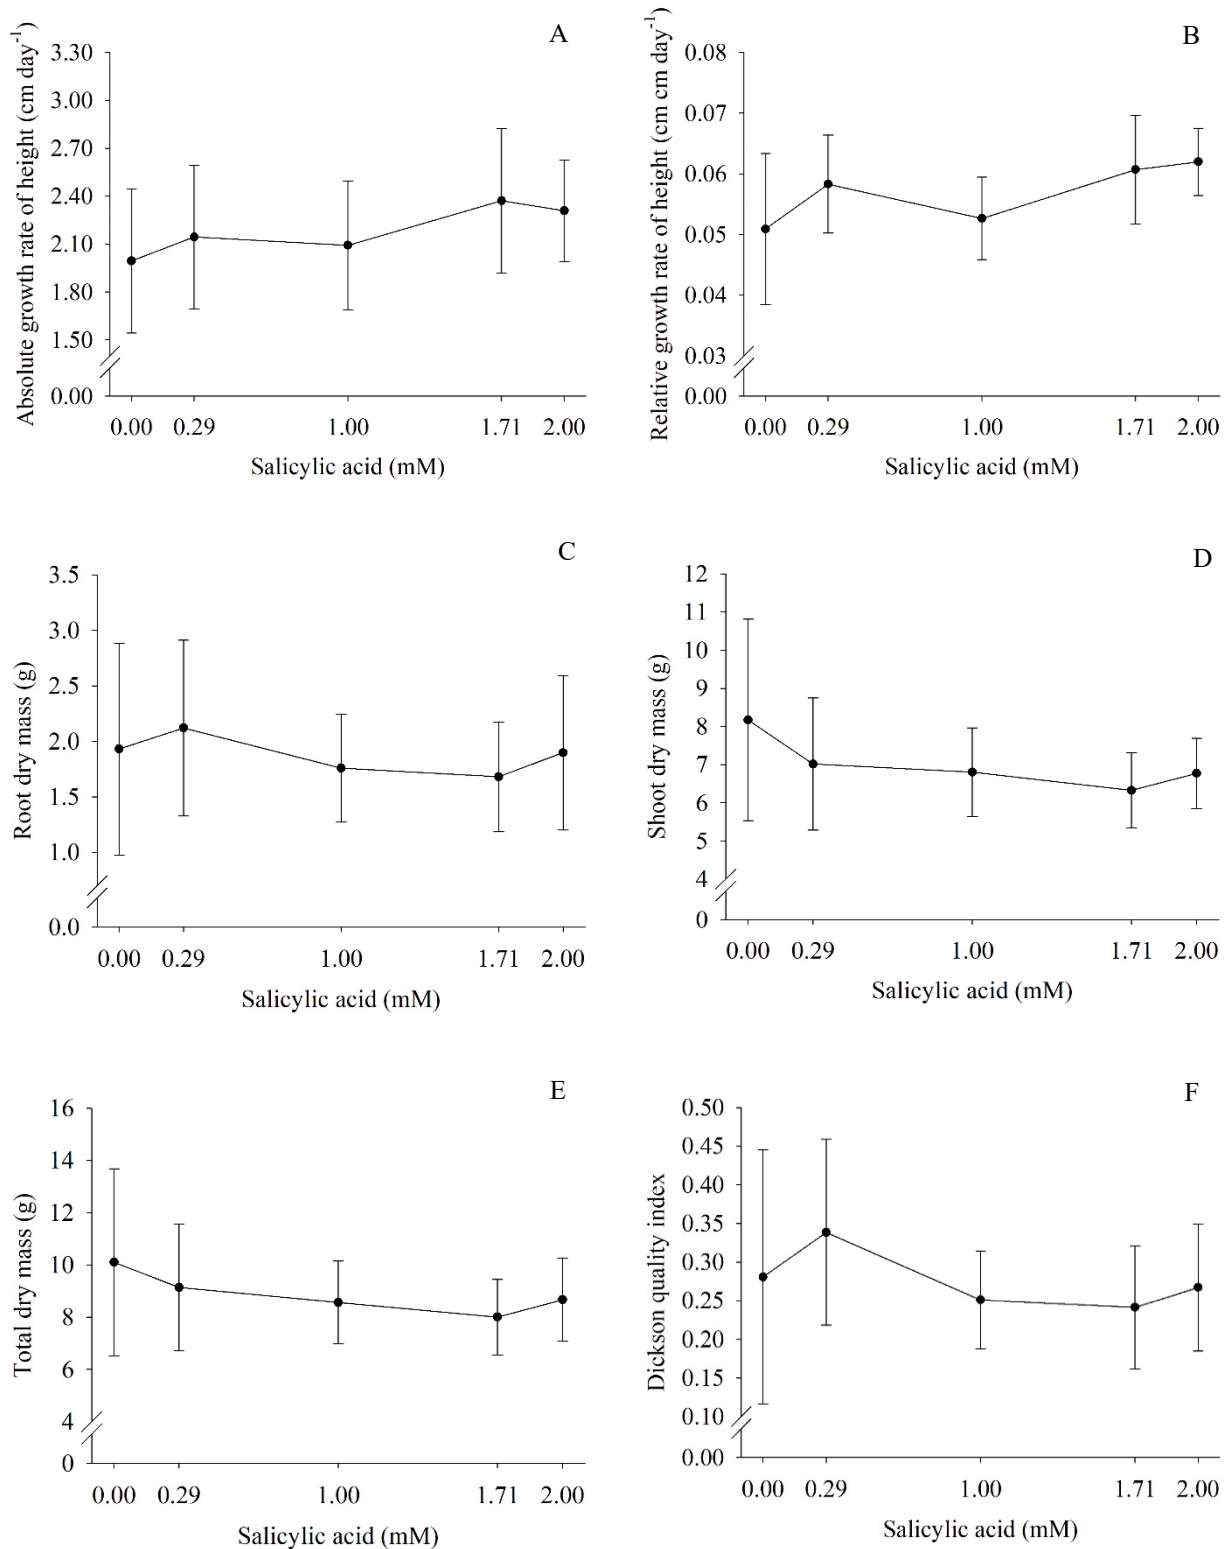 A
Absolute growth rate of height (cm day-1)
3.30
3.00
2.70
2.40
2.10
1.80
1.50
0.00
0.00 0.29 1.00 1.71 2.00
Salicylic acid (mM)
B
Relative growth rate of height (cm cm day-1)
0.08
0.07
0.06
0.05
0.04
0.03
0.00
0.00 0.29 1.00 1.71 2.00
Salicylic acid (mM)
C
Root dry mass (g)
3.5
3.0
2.5
2.0
1.5
1.0
0.0
0.00 0.29 1.00 1.71 2.00
Salicylic acid (mM)
D
Shoot dry mass (g)
12
11
10
9
8
7
6
5
4
0
0.00 0.29 1.00 1.71 2.00
Salicylic acid (mM)
E
Total dry mass (g)
16
14
12
10
8
6
4
0
0.00 0.29 1.00 1.71 2.00
Salicylic acid (mM)
F
Dickson quality index
0.50
0.45
0.40
0.35
0.30
0.25
0.20
0.15
0.10
0.00
0.00 0.29 1.00 1.71 2.00
Salicylic acid (mM)